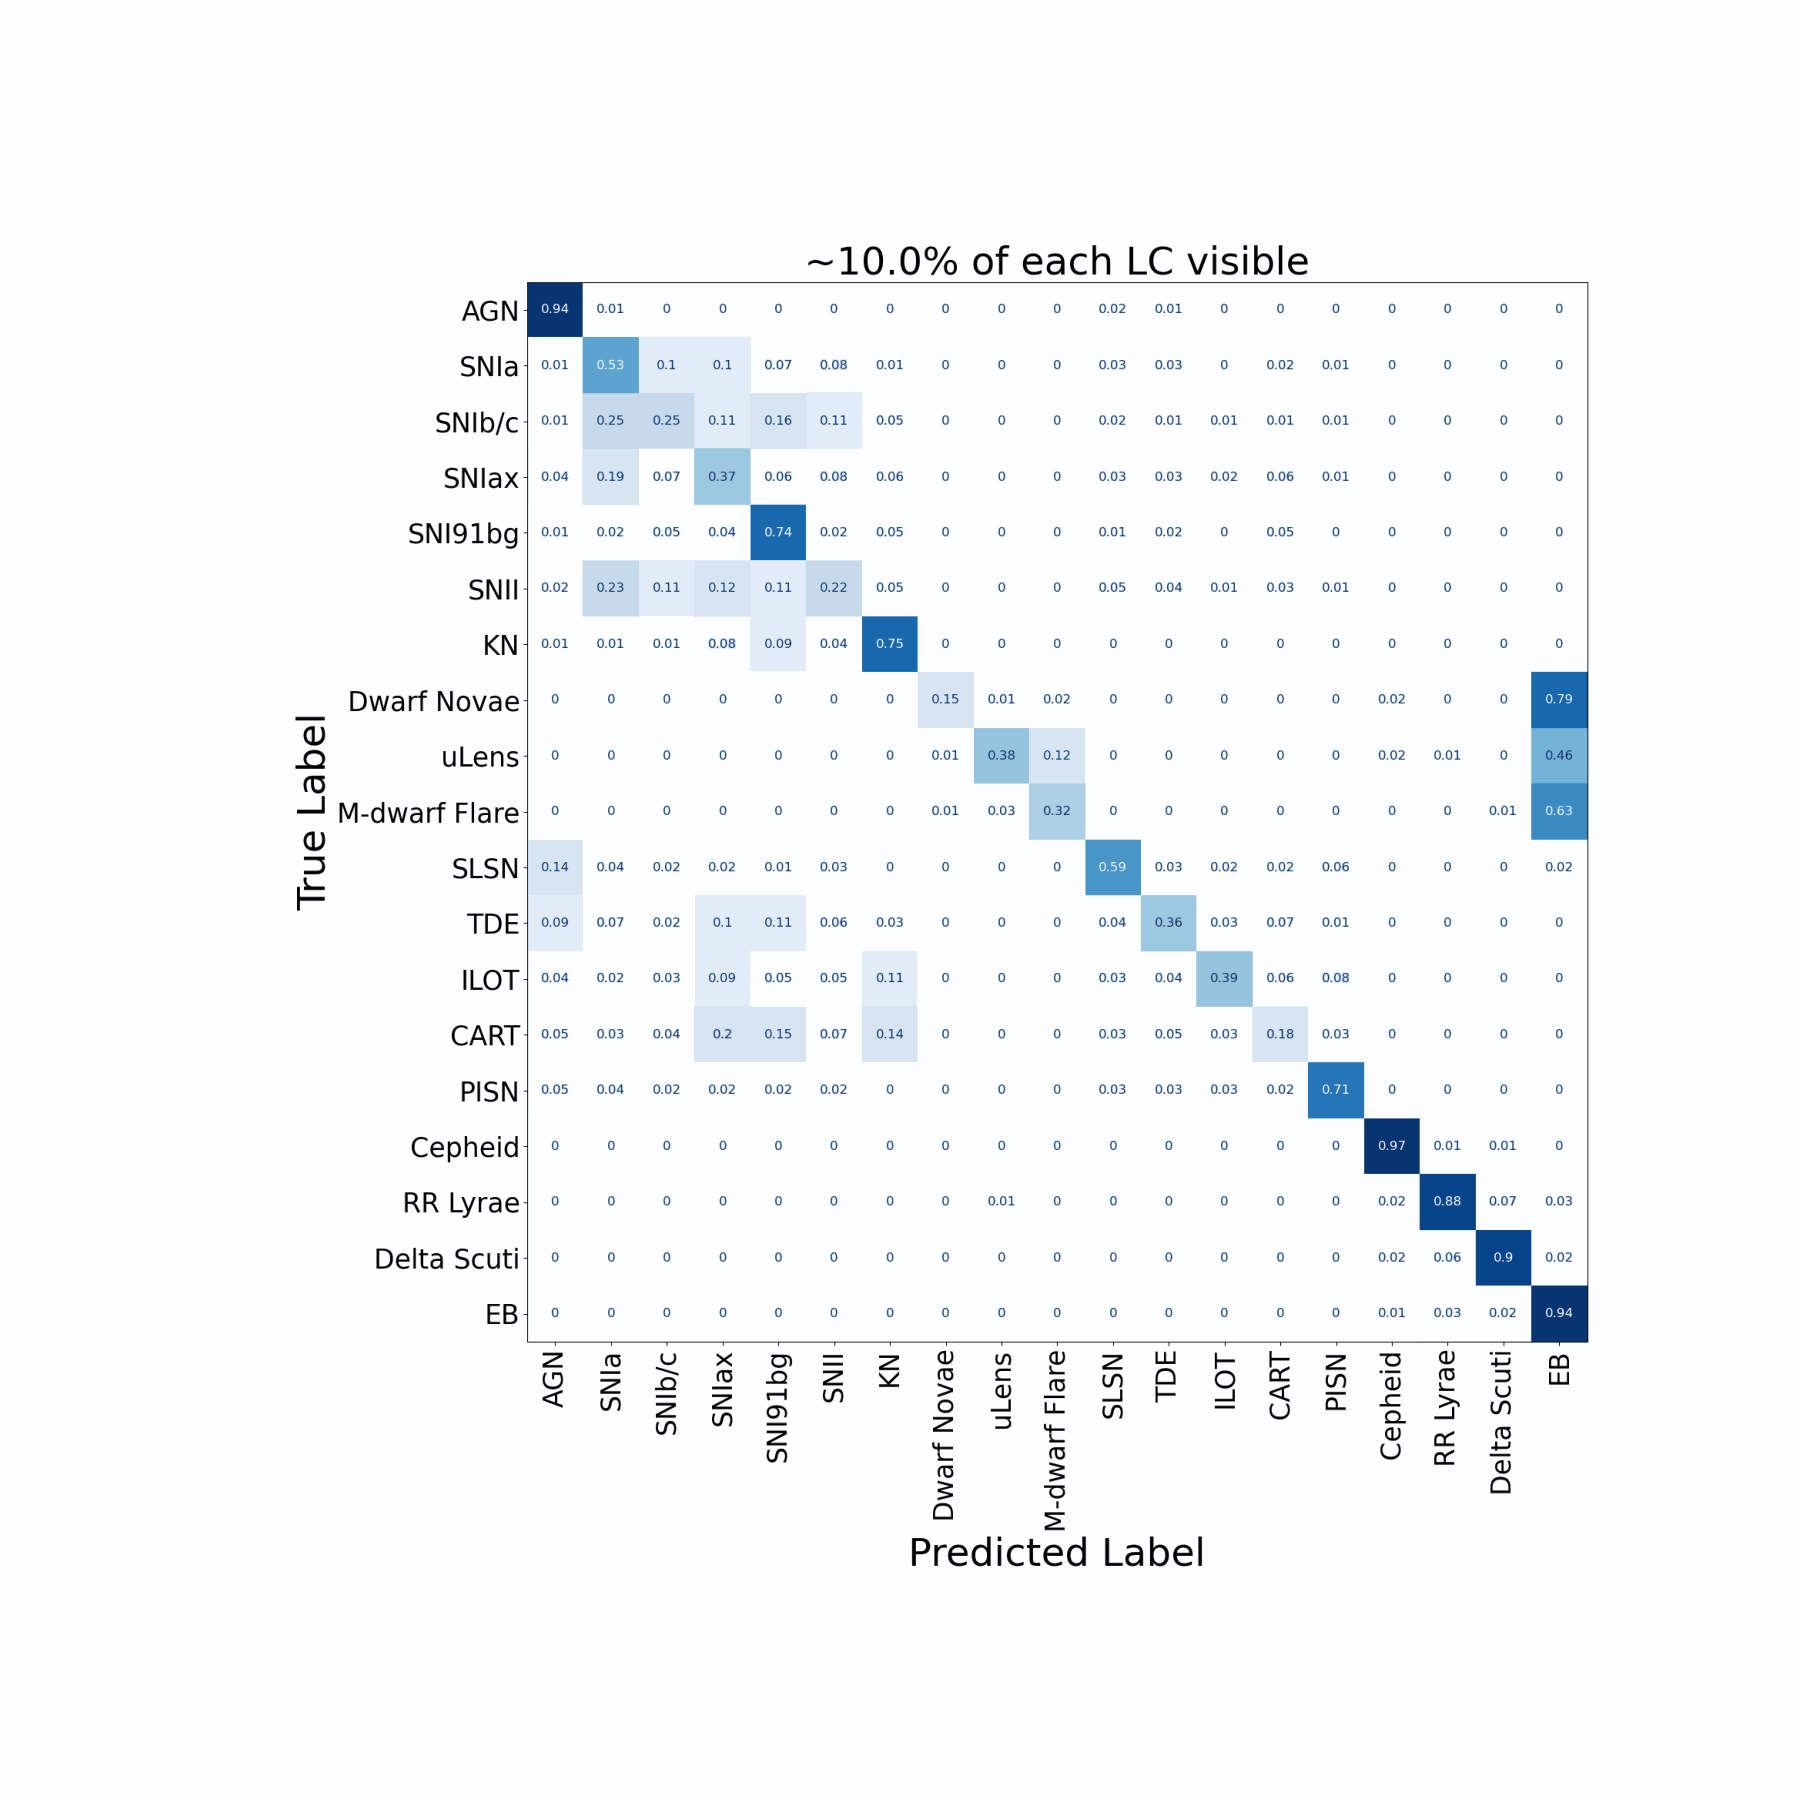 ~10.0% of each LC visible
True Label
AGN 0.94 0.01 0 0 0 0 0 0 0 0 0.02 0.01 0 0 0 0 0 0 0
SNIa 0.01 0.53 0.1 0.1 0.07 0.08 0.01 0 0 0 0.03 0.03 0 0.02 0.01 0 0 0 0
SNIb/c 0.01 0.25 0.25 0.11 0.16 0.11 0.05 0 0 0 0.02 0.01 0.01 0.01 0.01 0 0 0 0
SNIax 0.04 0.19 0.07 0.37 0.06 0.08 0.06 0 0 0 0.03 0.03 0.02 0.06 0.01 0 0 0 0
SNI91bg 0.01 0.02 0.05 0.04 0.74 0.02 0.05 0 0 0 0.01 0.02 0 0.05 0 0 0 0 0
SNII 0.02 0.23 0.11 0.12 0.11 0.22 0.05 0 0 0 0.05 0.04 0.01 0.03 0.01 0 0 0 0
KN 0.01 0.01 0.01 0.08 0.09 0.04 0.75 0 0 0 0 0 0 0 0 0 0 0 0
Dwarf Novae 0 0 0 0 0 0 0 0.15 0.01 0.02 0 0 0 0 0 0.02 0 0 0.79
uLens 0 0 0 0 0 0 0 0.01 0.38 0.12 0 0 0 0 0 0.02 0.01 0 0.46
M-dwarf Flare 0 0 0 0 0 0 0 0.01 0.03 0.32 0 0 0 0 0 0 0 0.01 0.63
SLSN 0.14 0.04 0.02 0.02 0.01 0.03 0 0 0 0 0.59 0.03 0.02 0.02 0.06 0 0 0 0.02
TDE 0.09 0.07 0.02 0.1 0.11 0.06 0.03 0 0 0 0.04 0.36 0.03 0.07 0.01 0 0 0 0
ILOT 0.04 0.02 0.03 0.09 0.05 0.05 0.11 0 0 0 0.03 0.04 0.39 0.06 0.08 0 0 0 0
CART 0.05 0.03 0.04 0.2 0.15 0.07 0.14 0 0 0 0.03 0.05 0.03 0.18 0.03 0 0 0 0
PISN 0.05 0.04 0.02 0.02 0.02 0.02 0 0 0 0 0.03 0.03 0.03 0.02 0.71 0 0 0 0
Cepheid 0 0 0 0 0 0 0 0 0 0 0 0 0 0 0 0.97 0.01 0.01 0
RR Lyrae 0 0 0 0 0 0 0 0 0.01 0 0 0 0 0 0 0.02 0.88 0.07 0.03
Delta Scuti 0 0 0 0 0 0 0 0 0 0 0 0 0 0 0 0.02 0.06 0.9 0.02
EB 0 0 0 0 0 0 0 0 0 0 0 0 0 0 0 0.01 0.03 0.02 0.94
AGN SNIa SNIb/c SNIax SNI91bg SNII KN Dwarf Novae uLens M-dwarf Flare SLSN TDE ILOT CART PISN Cepheid RR Lyrae Delta Scuti EB
Predicted Label